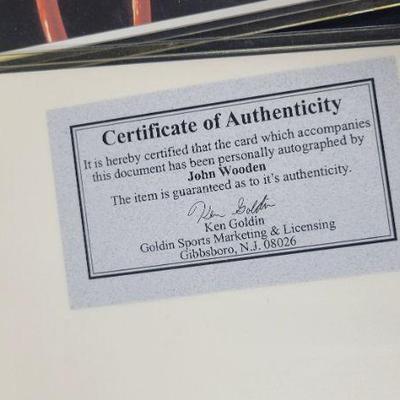 Certificate of Authenticity
It is hereby certified that the card which accompanies
this document has been personally autographed by
John Wooden
The item is guaranteed as to it's authenticity.
Ken Goldin
Ken Goldin
Goldin Sports Marketing & Licensing
Gibbsboro, N.J. 08026